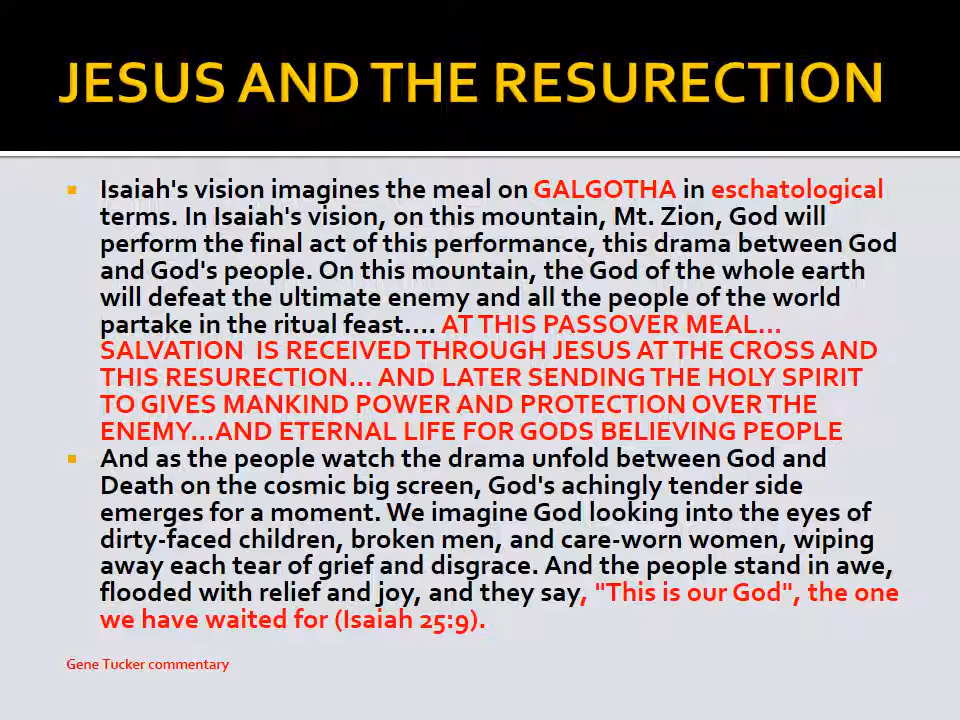 JESUS AND THE RESURECTION
Isaiah's vision imagines the meal on GALGOTHA in eschatological
terms. In Isaiah's vision, on this mountain, Mt. Zion, God will
perform the final act of this performance, this drama between God
and God's people. On this mountain, the God of the whole earth
will defeat the ultimate enemy and all the people of the world
partake in the ritual feast.... AT THIS PASSOVER MEAL...
SALVATION IS RECEIVED THROUGH JESUS AT THE CROSS AND
THIS RESURECTION... AND LATER SENDING THE HOLY SPIRIT
TO GIVES MANKIND POWER AND PROTECTION OVER THE
ENEMY...AND ETERNAL LIFE FOR GODS BELIEVING PEOPLE
And as the people watch the drama unfold between God and
Death on the cosmic big screen, God's achingly tender side
emerges for a moment. We imagine God looking into the eyes of
dirty-faced children, broken men, and care-worn women, wiping
away each tear of grief and disgrace. And the people stand in awe,
flooded with relief and joy, and they say, "This is our God", the one
we have waited for (Isaiah 25:9).
Gene Tucker commentary